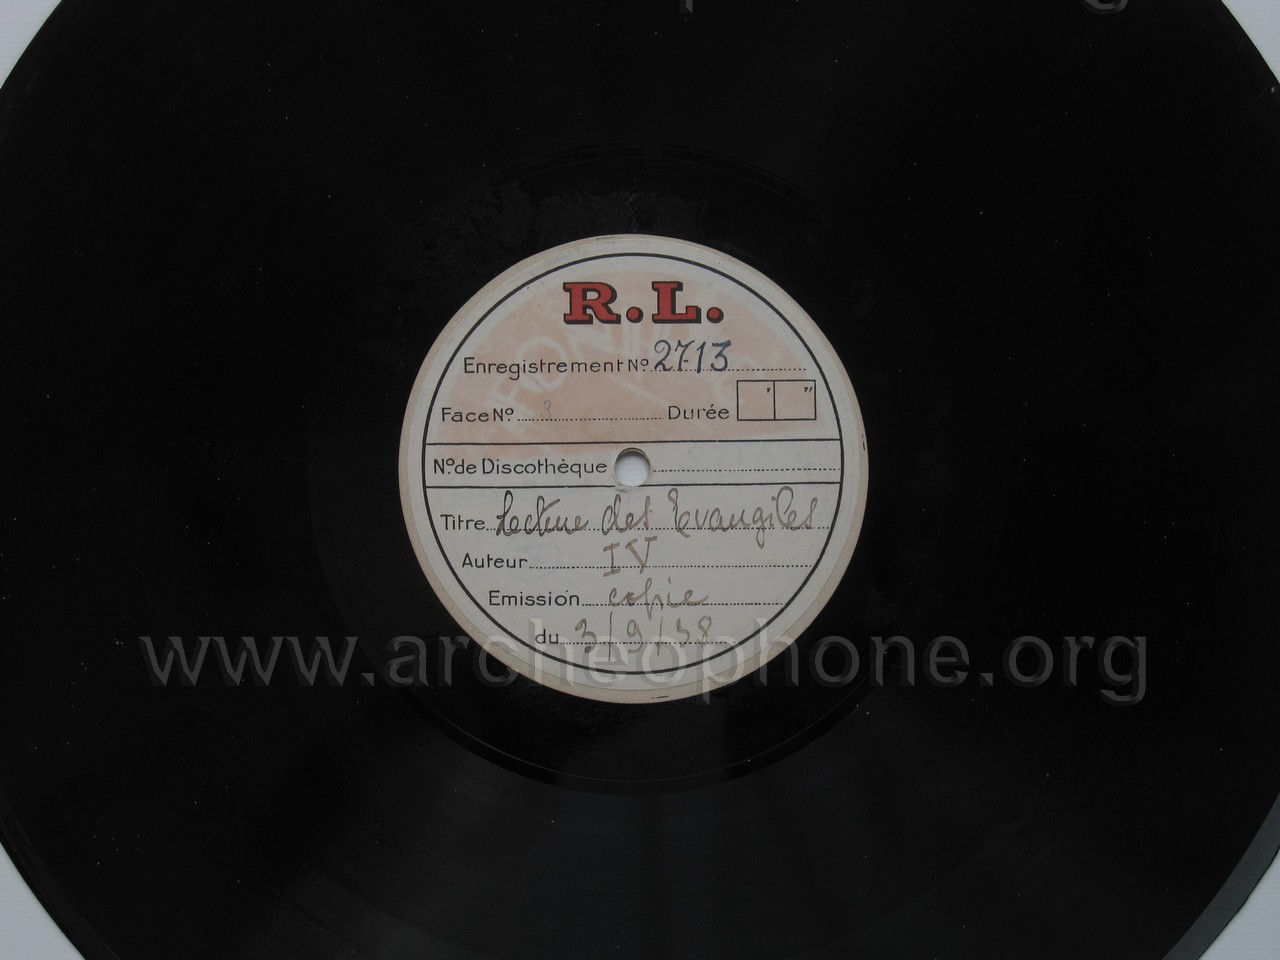 R.L.
Enregistrement No. 2713
Face No. 3 Durée ' "
No. de Discothèque
Titre Lecture des Evangiles
Auteur IV
Emission copie
du 3/9/38
www.archeophone.org